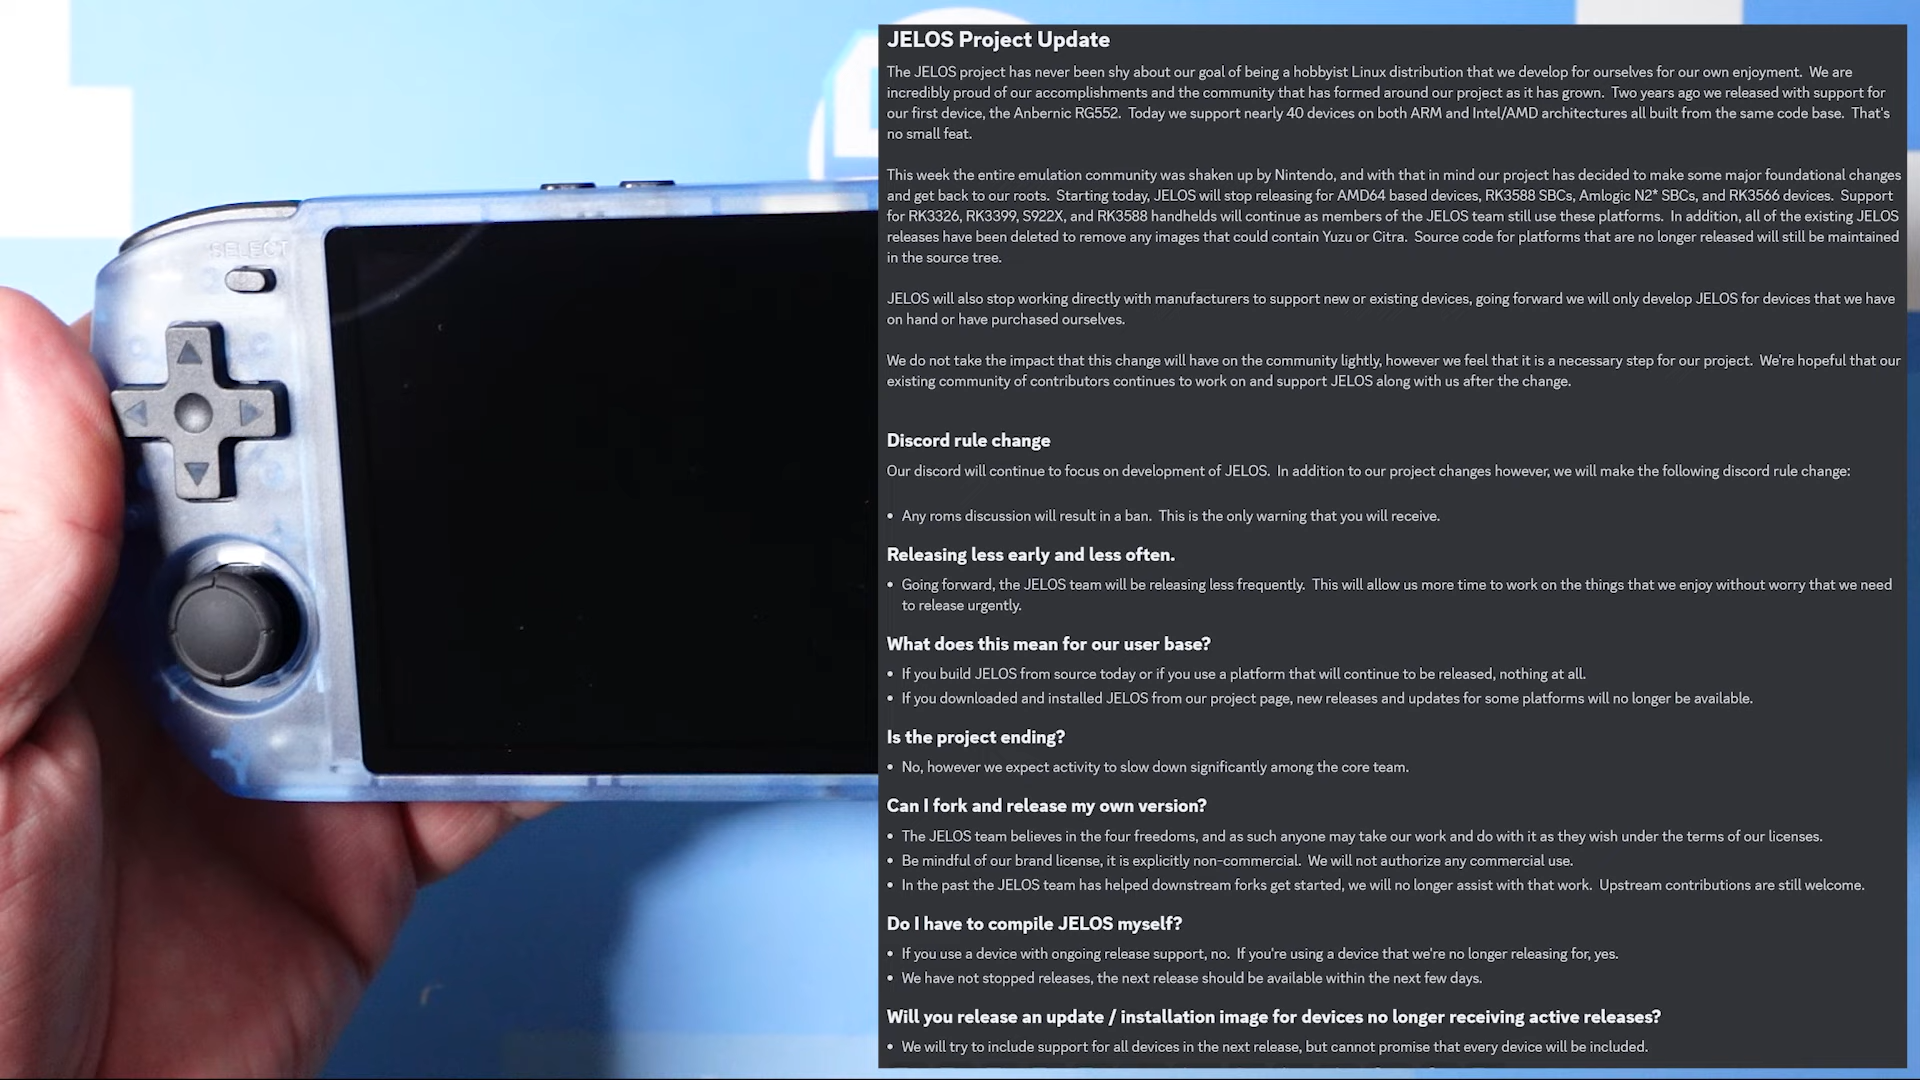 SELECT
JELOS Project Update
The JELOS project has never been shy about our goal of being a hobbyist Linux distribution that we develop for ourselves for our own enjoyment.  We are
incredibly proud of our accomplishments and the community that has formed around our project as it has grown.  Two years ago we released with support for
our first device, the Anbernic RG552.  Today we support nearly 40 devices on both ARM and Intel/AMD architectures all built from the same code base.  That's
no small feat.
This week the entire emulation community was shaken up by Nintendo, and with that in mind our project has decided to make some major foundational changes
and get back to our roots.  Starting today, JELOS will stop releasing for AMD64 based devices, RK3588 SBCs, Amlogic N2* SBCs, and RK3566 devices.  Support
for RK3326, RK3399, S922X, and RK3588 handhelds will continue as members of the JELOS team still use these platforms.  In addition, all of the existing JELOS
releases have been deleted to remove any images that could contain Yuzu or Citra.  Source code for platforms that are no longer released will still be maintained
in the source tree.
JELOS will also stop working directly with manufacturers to support new or existing devices, going forward we will only develop JELOS for devices that we have
on hand or have purchased ourselves.
We do not take the impact that this change will have on the community lightly, however we feel that it is a necessary step for our project.  We're hopeful that our
existing community of contributors continues to work on and support JELOS along with us after the change.
Discord rule change
Our discord will continue to focus on development of JELOS.  In addition to our project changes however, we will make the following discord rule change:
• Any roms discussion will result in a ban.  This is the only warning that you will receive.
Releasing less early and less often.
• Going forward, the JELOS team will be releasing less frequently.  This will allow us more time to work on the things that we enjoy without worry that we need
to release urgently.
What does this mean for our user base?
• If you build JELOS from source today or if you use a platform that will continue to be released, nothing at all.
• If you downloaded and installed JELOS from our project page, new releases and updates for some platforms will no longer be available.
Is the project ending?
• No, however we expect activity to slow down significantly among the core team.
Can I fork and release my own version?
• The JELOS team believes in the four freedoms, and as such anyone may take our work and do with it as they wish under the terms of our licenses.
• Be mindful of our brand license, it is explicitly non-commercial.  We will not authorize any commercial use.
• In the past the JELOS team has helped downstream forks get started, we will no longer assist with that work.  Upstream contributions are still welcome.
Do I have to compile JELOS myself?
• If you use a device with ongoing release support, no.  If you're using a device that we're no longer releasing for, yes.
• We have not stopped releases, the next release should be available within the next few days.
Will you release an update / installation image for devices no longer receiving active releases?
• We will try to include support for all devices in the next release, but cannot promise that every device will be included.